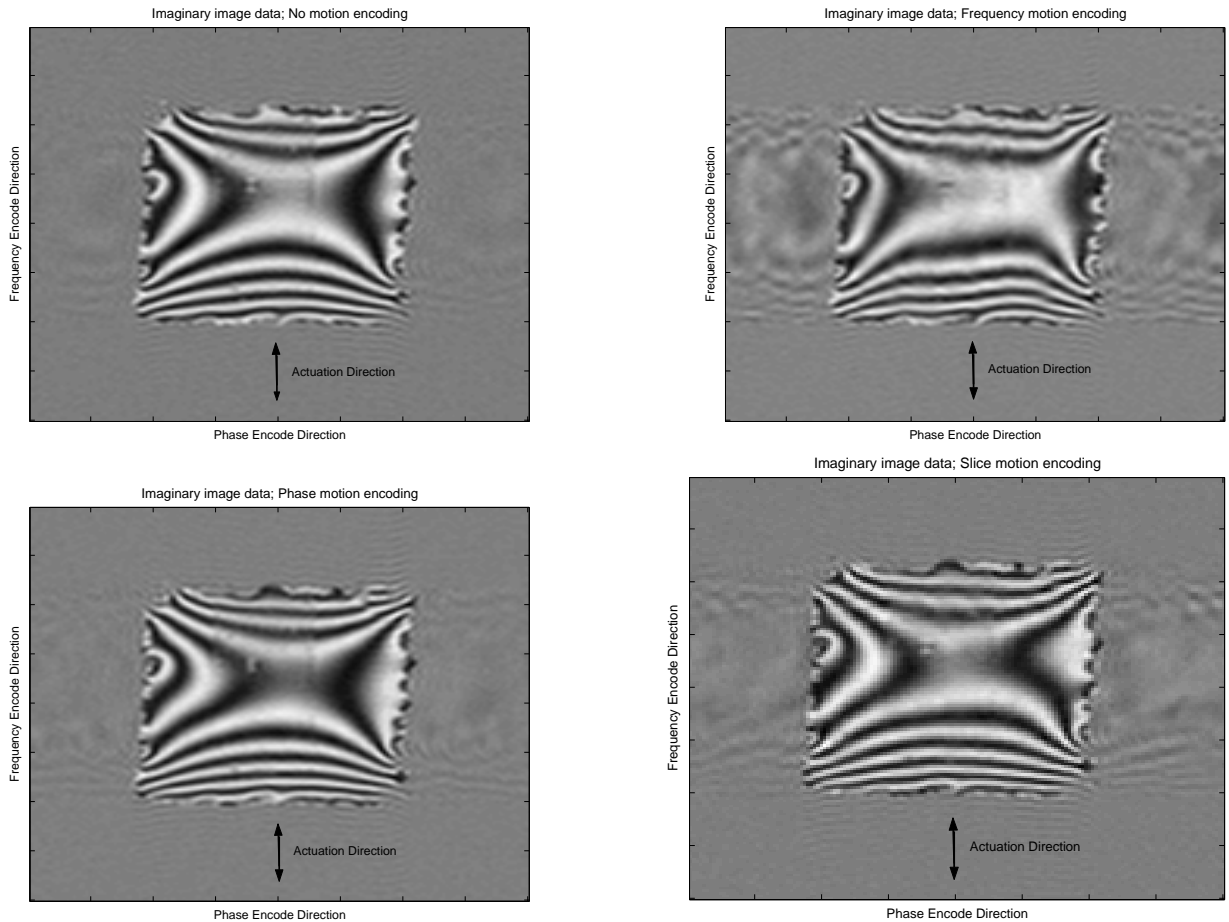 Imaginary image data; No motion encoding
Frequency Encode Direction
Actuation Direction
Phase Encode Direction
Imaginary image data; Frequency motion encoding
Frequency Encode Direction
Actuation Direction
Phase Encode Direction
Imaginary image data; Phase motion encoding
Frequency Encode Direction
Actuation Direction
Phase Encode Direction
Imaginary image data; Slice motion encoding
Frequency Encode Direction
Actuation Direction
Phase Encode Direction